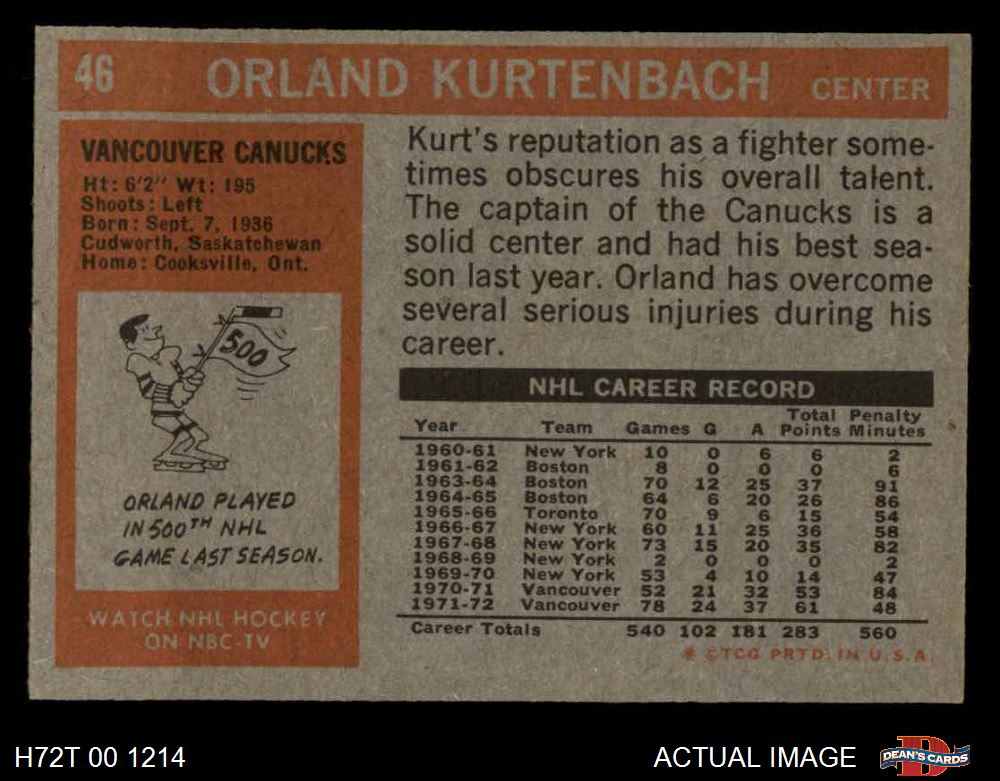 46 ORLAND KURTENBACH CENTER
VANCOUVER CANUCKS
Ht: 6'2" Wt: 195
Shoots: Left
Born: Sept. 7, 1936
Cudworth, Saskatchewan
Home: Cooksville, Ont.
500
ORLAND PLAYED
IN 500TH NHL
GAME LAST SEASON.
WATCH NHL HOCKEY
ON NBC-TV
Kurt's reputation as a fighter some-
times obscures his overall talent.
The captain of the Canucks is a
solid center and had his best sea-
son last year. Orland has overcome
several serious injuries during his
career.
NHL CAREER RECORD
Total Penalty
Year Team Games G A Points Minutes
1960-61 New York 10 0 6 6 2
1961-62 Boston 8 0 0 0 6
1963-64 Boston 70 12 25 37 91
1964-65 Boston 64 6 20 26 86
1965-66 Toronto 70 9 6 15 54
1966-67 New York 60 11 25 36 58
1967-68 New York 73 15 20 35 82
1968-69 New York 2 0 0 0 2
1969-70 New York 53 4 10 14 47
1970-71 Vancouver 52 21 32 53 84
1971-72 Vancouver 78 24 37 61 48
Career Totals 540 102 181 283 560
* ©TCG PRTD. IN U.S.A.
H72T 00 1214
ACTUAL IMAGE
DEAN'S CARDS